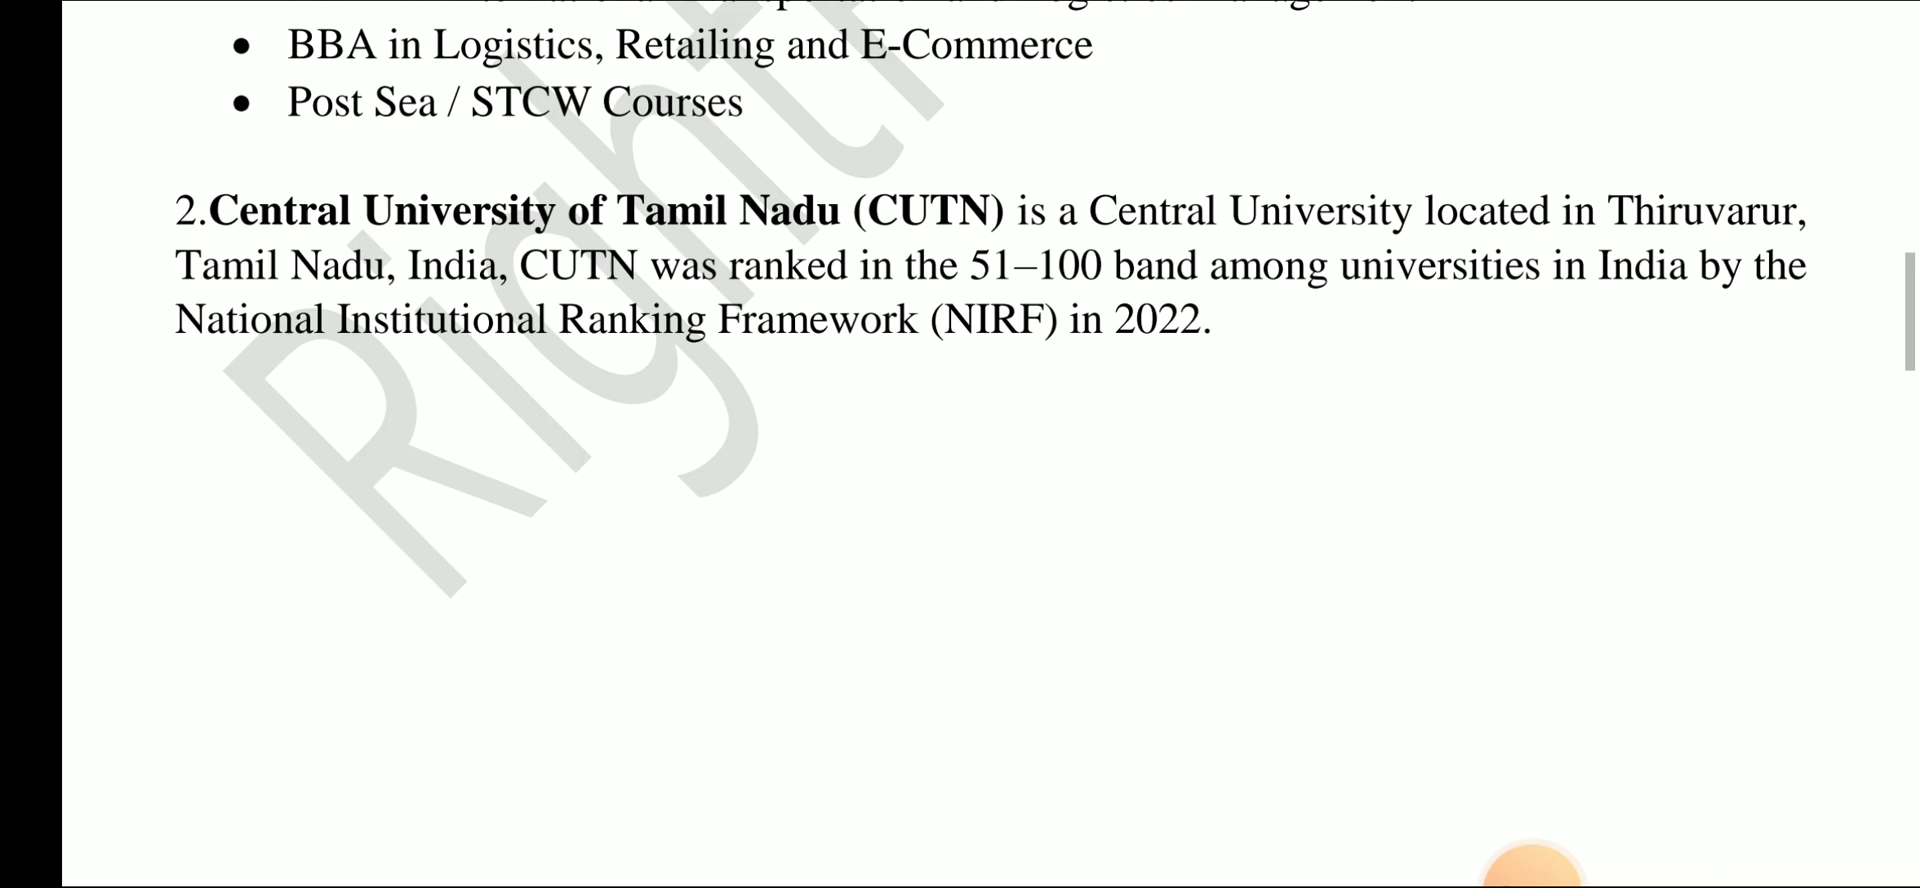 • BBA in Logistics, Retailing and E-Commerce
• Post Sea / STCW Courses
2.Central University of Tamil Nadu (CUTN) is a Central University located in Thiruvarur,
Tamil Nadu, India, CUTN was ranked in the 51–100 band among universities in India by the
National Institutional Ranking Framework (NIRF) in 2022.
Right